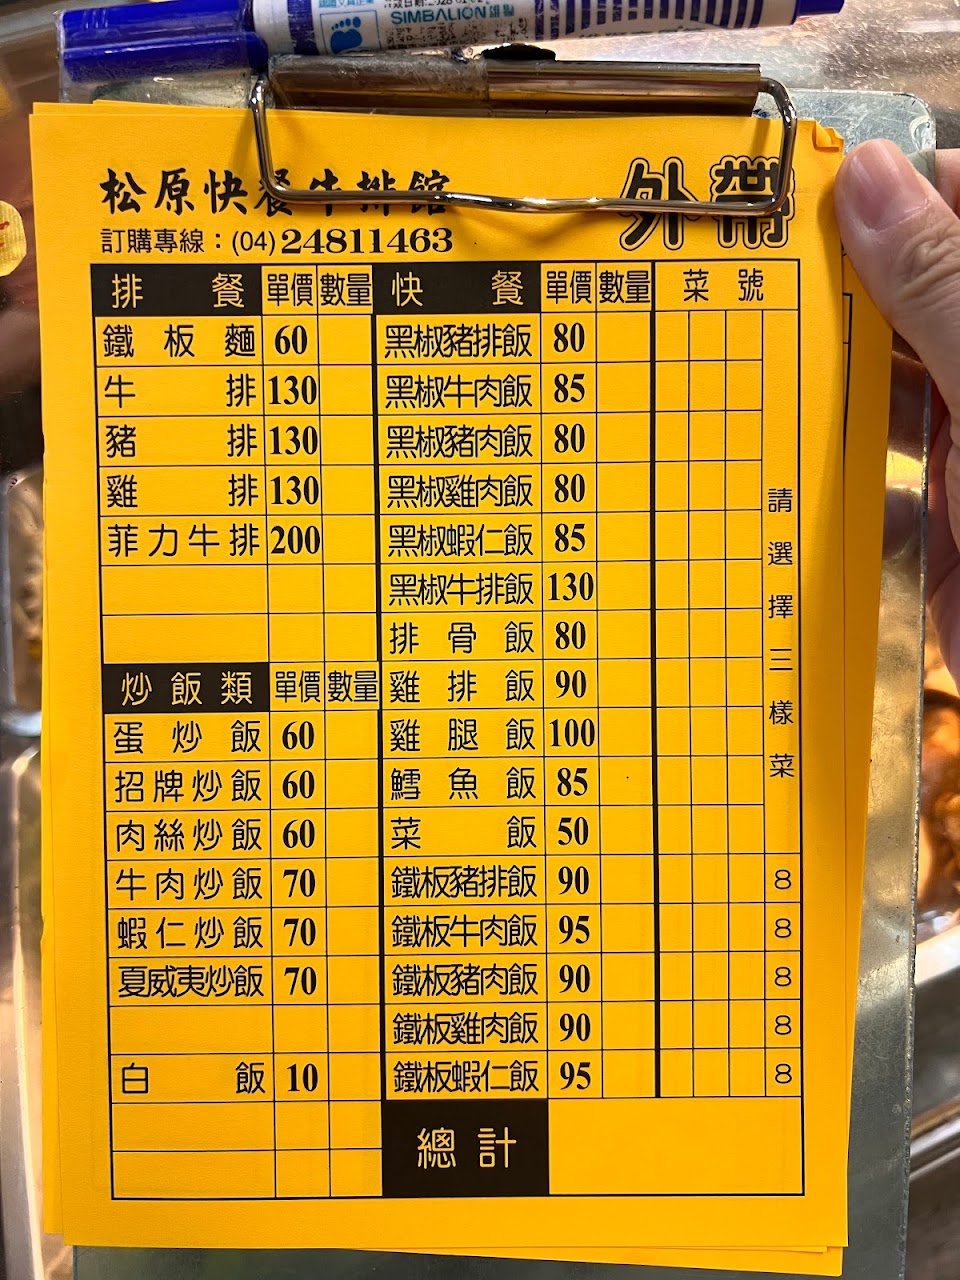 SIMBALION 雄獅
松原快餐牛排館
外帶
訂購專線：(04)24811463
排餐 單價 數量 快餐 單價 數量 菜號
鐵板麵 60 黑椒豬排飯 80
牛排 130 黑椒牛肉飯 85
豬排 130 黑椒豬肉飯 80
雞排 130 黑椒雞肉飯 80
菲力牛排 200 黑椒蝦仁飯 85
黑椒牛排飯 130
排骨飯 80
炒飯類 單價 數量 雞排飯 90
蛋炒飯 60 雞腿飯 100
招牌炒飯 60 鱈魚飯 85
肉絲炒飯 60 菜飯 50
牛肉炒飯 70 鐵板豬排飯 90 8
蝦仁炒飯 70 鐵板牛肉飯 95 8
夏威夷炒飯 70 鐵板豬肉飯 90 8
鐵板雞肉飯 90 8
白飯 10 鐵板蝦仁飯 95 8
請選擇三樣菜
總計